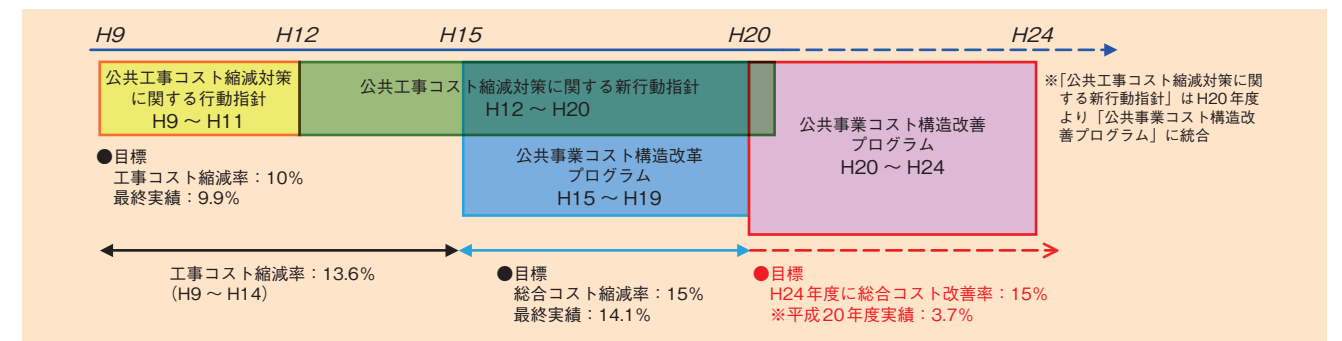 H9 H12 H15 H20 H24
公共工事コスト縮減対策
に関する行動指針
H9 ～ H11
公共工事コスト縮減対策に関する新行動指針
H12 ～ H20
公共事業コスト構造改革
プログラム
H15 ～ H19
公共事業コスト構造改善
プログラム
H20 ～ H24
※「公共工事コスト縮減対策に関
する新行動指針」はH20年度
より「公共事業コスト構造改
善プログラム」に統合
●目標
工事コスト縮減率：10%
最終実績：9.9%
工事コスト縮減率：13.6%
（H9 ～ H14）
●目標
総合コスト縮減率：15%
最終実績：14.1%
●目標
H24年度に総合コスト改善率：15%
※平成20年度実績：3.7%